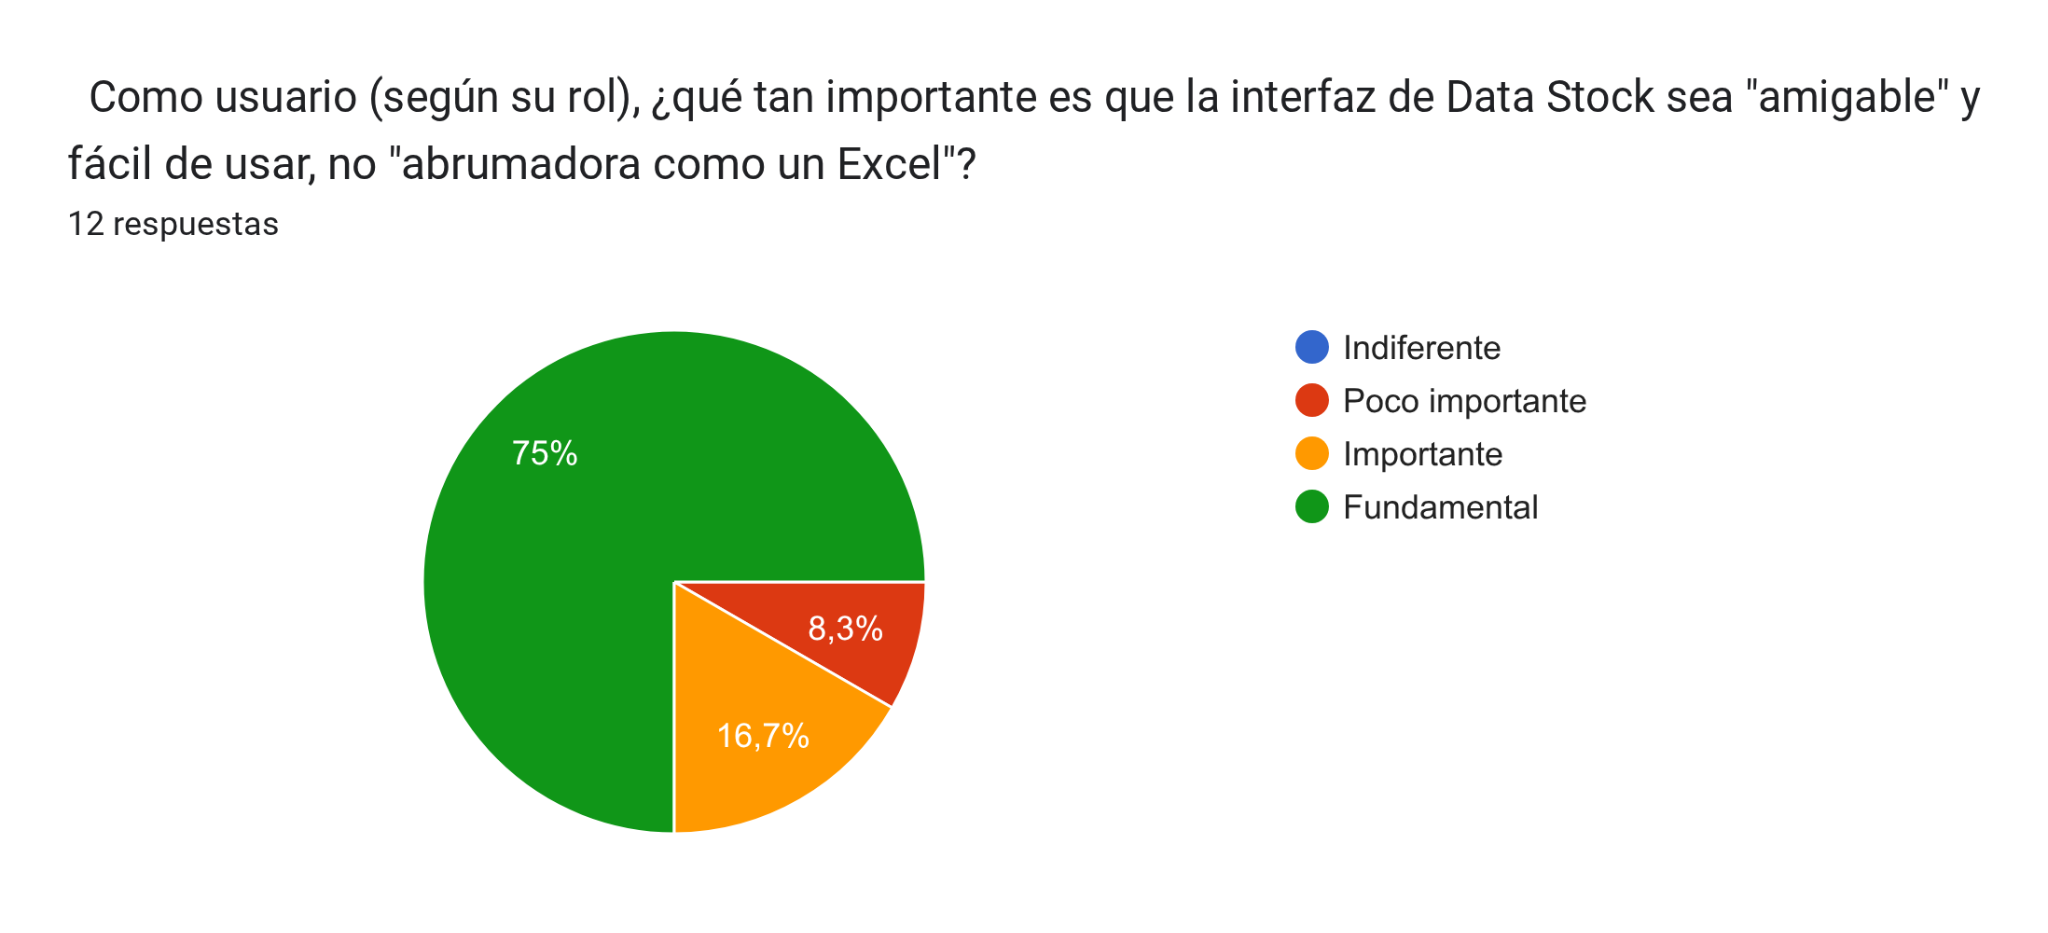 Como usuario (según su rol), ¿qué tan importante es que la interfaz de Data Stock sea "amigable" y
fácil de usar, no "abrumadora como un Excel"?
12 respuestas
Indiferente
Poco importante
Importante
Fundamental
75%
8,3%
16,7%